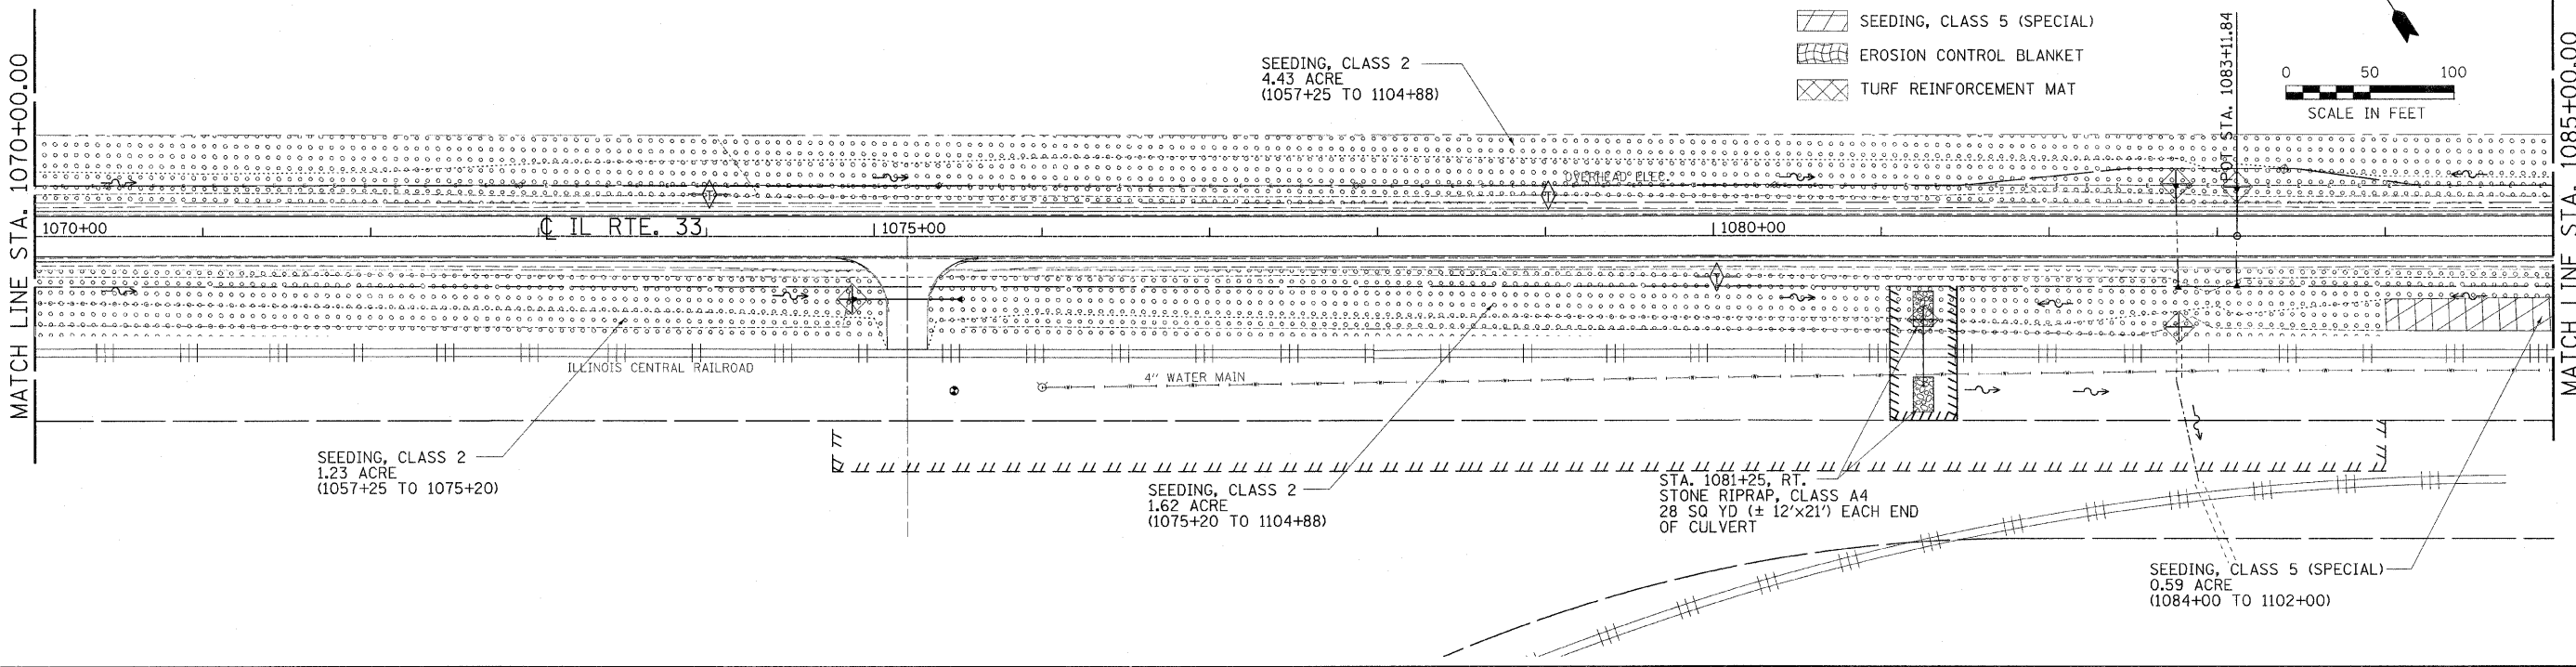 SEEDING, CLASS 5 (SPECIAL)
EROSION CONTROL BLANKET
TURF REINFORCEMENT MAT
0 50 100
SCALE IN FEET
SEEDING, CLASS 2
4.43 ACRE
(1057+25 TO 1104+88)
MATCH LINE STA. 1070+00.00
POT STA. 1083+11.84
MATCH LINE STA. 1085+00.00
OVERHEAD ELEC.
1070+00
℄ IL RTE. 33
1075+00
1080+00
ILLINOIS CENTRAL RAILROAD
4" WATER MAIN
SEEDING, CLASS 2
1.23 ACRE
(1057+25 TO 1075+20)
SEEDING, CLASS 2
1.62 ACRE
(1075+20 TO 1104+88)
STA. 1081+25, RT.
STONE RIPRAP, CLASS A4
28 SQ YD (± 12'x21') EACH END
OF CULVERT
SEEDING, CLASS 5 (SPECIAL)
0.59 ACRE
(1084+00 TO 1102+00)